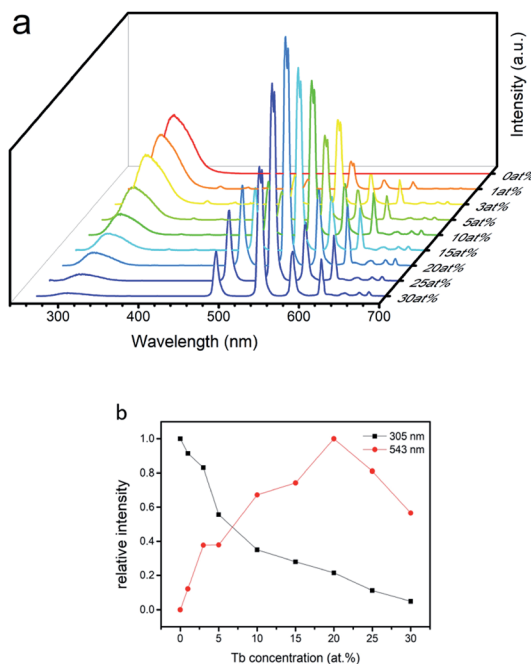 a
Intensity (a.u.)
0at%
1at%
3at%
5at%
10at%
15at%
20at%
25at%
30at%
300 400 500 600 700
Wavelength (nm)
b
305 nm
543 nm
1.0
0.8
0.6
0.4
0.2
0.0
relative intensity
0 5 10 15 20 25 30
Tb concentration (at.%)